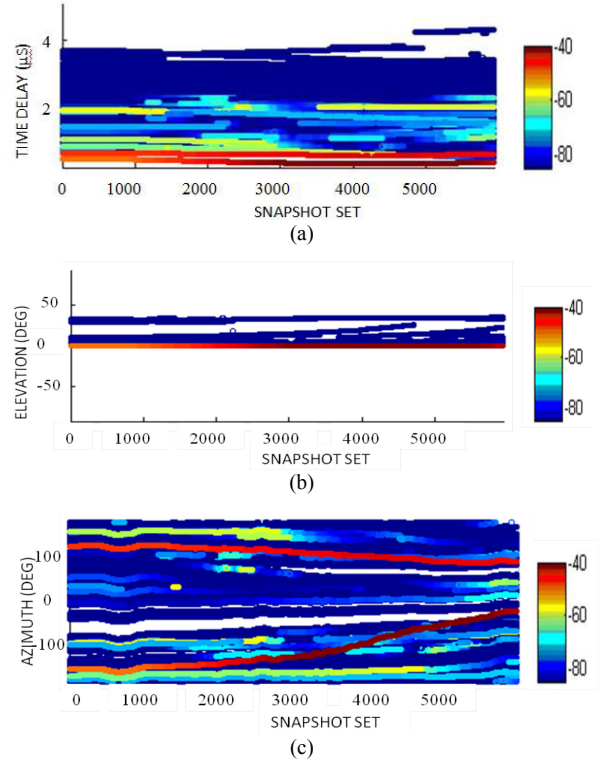 4
2
TIME DELAY (µS)
0 1000 2000 3000 4000 5000
SNAPSHOT SET
-40
-60
-80
(a)
50
0
-50
ELEVATION (DEG)
0 1000 2000 3000 4000 5000
SNAPSHOT SET
-40
-60
-80
(b)
100
0
-100
AZIMUTH (DEG)
0 1000 2000 3000 4000 5000
SNAPSHOT SET
-40
-60
-80
(c)